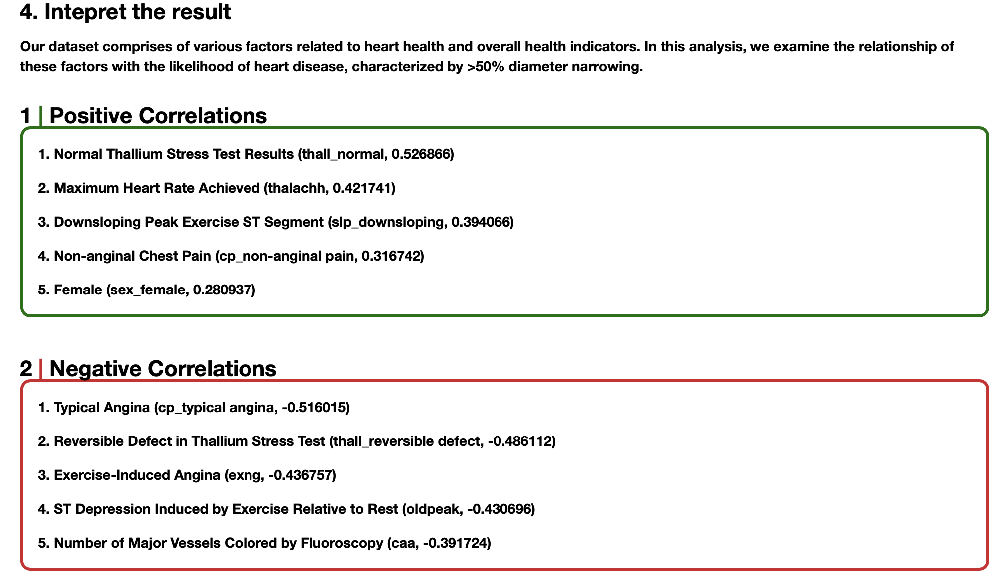 4. Intepret the result
Our dataset comprises of various factors related to heart health and overall health indicators. In this analysis, we examine the relationship of
these factors with the likelihood of heart disease, characterized by >50% diameter narrowing.
1 | Positive Correlations
1. Normal Thallium Stress Test Results (thall_normal, 0.526866)
2. Maximum Heart Rate Achieved (thalachh, 0.421741)
3. Downsloping Peak Exercise ST Segment (slp_downsloping, 0.394066)
4. Non-anginal Chest Pain (cp_non-anginal pain, 0.316742)
5. Female (sex_female, 0.280937)
2 | Negative Correlations
1. Typical Angina (cp_typical angina, -0.516015)
2. Reversible Defect in Thallium Stress Test (thall_reversible defect, -0.486112)
3. Exercise-Induced Angina (exng, -0.436757)
4. ST Depression Induced by Exercise Relative to Rest (oldpeak, -0.430696)
5. Number of Major Vessels Colored by Fluoroscopy (caa, -0.391724)